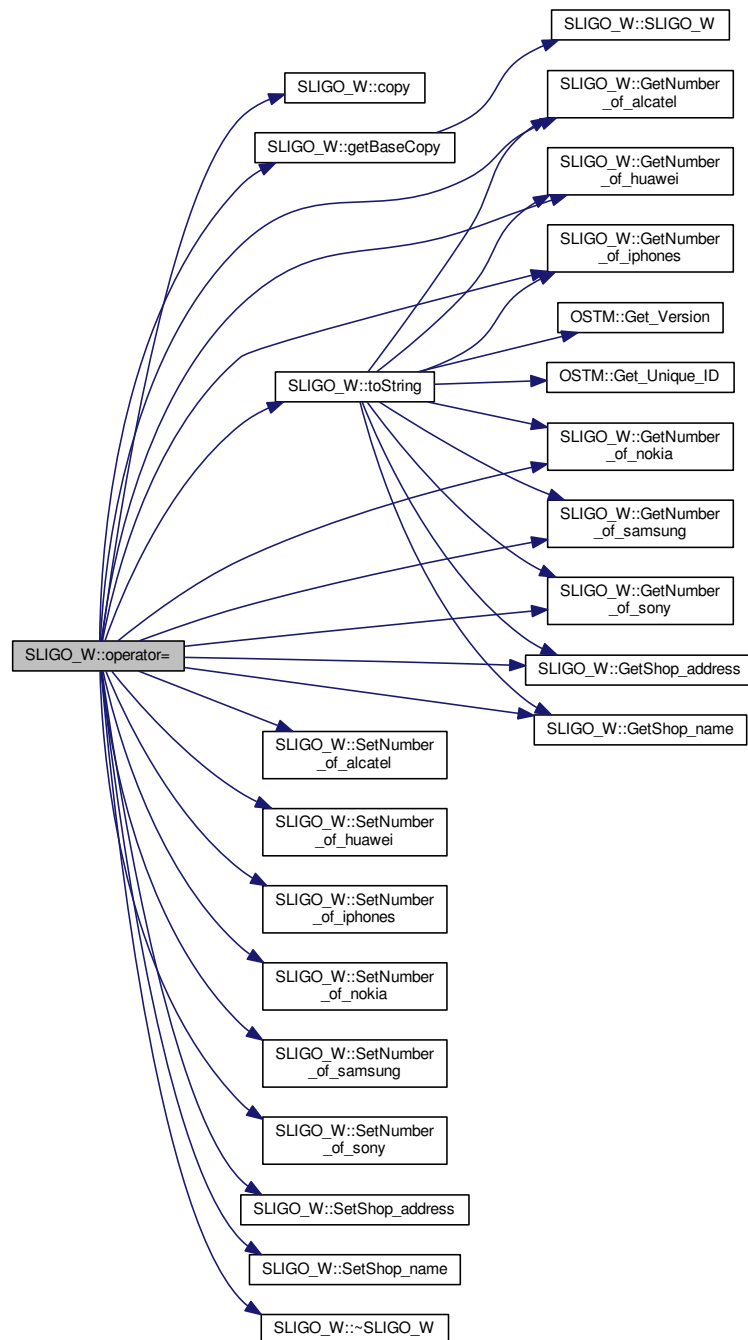 SLIGO_W::SLIGO_W
SLIGO_W::copy
SLIGO_W::GetNumber
_of_alcatel
SLIGO_W::getBaseCopy
SLIGO_W::GetNumber
_of_huawei
SLIGO_W::GetNumber
_of_iphones
OSTM::Get_Version
SLIGO_W::toString
OSTM::Get_Unique_ID
SLIGO_W::GetNumber
_of_nokia
SLIGO_W::GetNumber
_of_samsung
SLIGO_W::GetNumber
_of_sony
SLIGO_W::operator=
SLIGO_W::GetShop_address
SLIGO_W::GetShop_name
SLIGO_W::SetNumber
_of_alcatel
SLIGO_W::SetNumber
_of_huawei
SLIGO_W::SetNumber
_of_iphones
SLIGO_W::SetNumber
_of_nokia
SLIGO_W::SetNumber
_of_samsung
SLIGO_W::SetNumber
_of_sony
SLIGO_W::SetShop_address
SLIGO_W::SetShop_name
SLIGO_W::~SLIGO_W